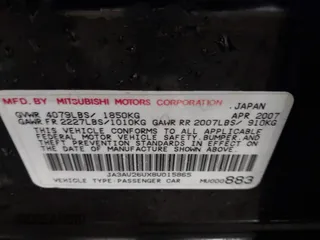 MFD. BY MITSUBISHI MOTORS CORPORATION, JAPAN
GVWR 4079LBS/ 1850KG APR 2007
GAWR FR 2227LBS/1010KG GAWR RR 2007LBS/ 910KG
THIS VEHICLE CONFORMS TO ALL APPLICABLE
FEDERAL MOTOR VEHICLE SAFETY, BUMPER, AND
THEFT PREVENTION STANDARDS IN EFFECT ON THE
DATE OF MANUFACTURE SHOWN ABOVE.
JA3AU26UX8U015865
VEHICLE TYPE PASSENGER CAR MU000883